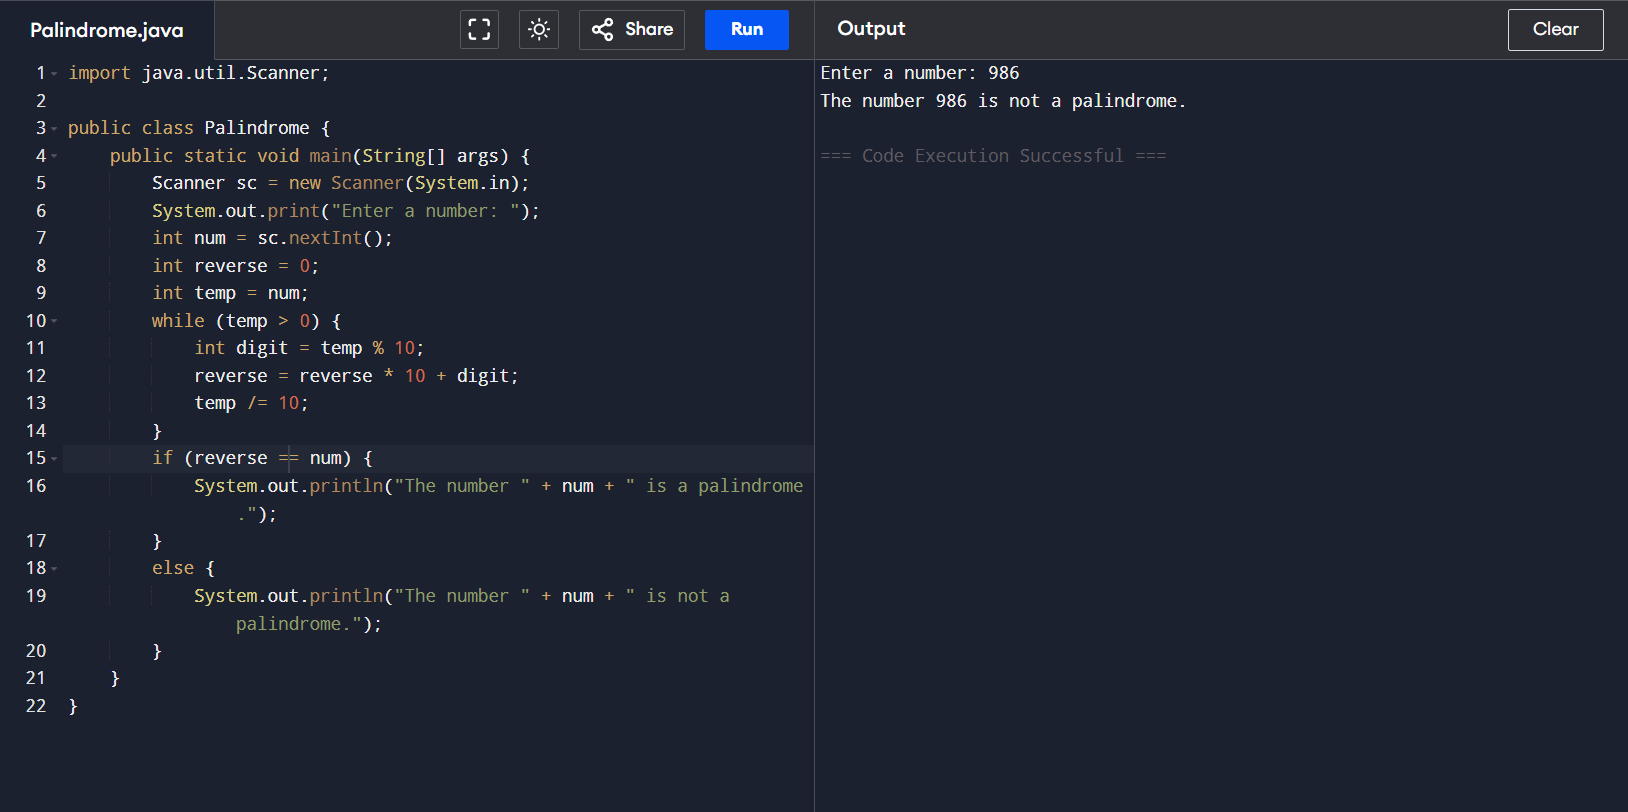 Palindrome.java
Share
Run
Output
Clear
1 import java.util.Scanner;
2
3 public class Palindrome {
4     public static void main(String[] args) {
5         Scanner sc = new Scanner(System.in);
6         System.out.print("Enter a number: ");
7         int num = sc.nextInt();
8         int reverse = 0;
9         int temp = num;
10         while (temp > 0) {
11             int digit = temp % 10;
12             reverse = reverse * 10 + digit;
13             temp /= 10;
14         }
15         if (reverse == num) {
16             System.out.println("The number " + num + " is a palindrome
.");
17         }
18         else {
19             System.out.println("The number " + num + " is not a
palindrome.");
20         }
21     }
22 }
Enter a number: 986
The number 986 is not a palindrome.
=== Code Execution Successful ===